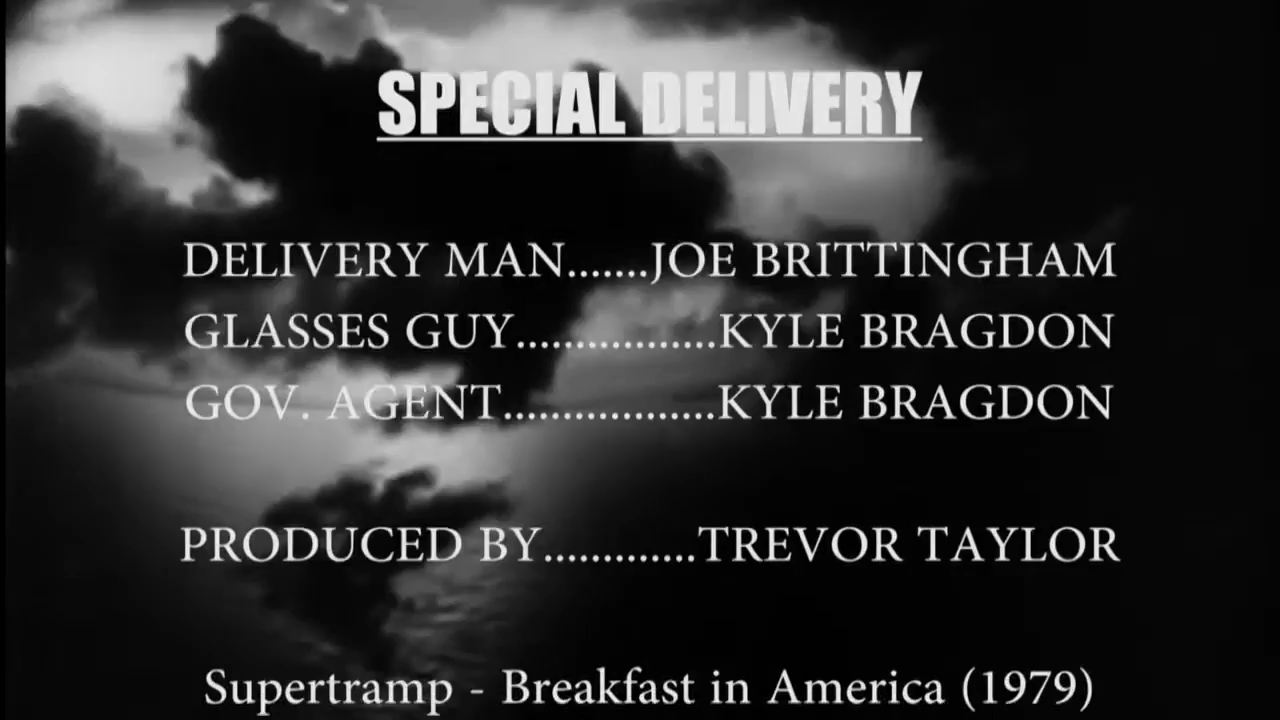 SPECIAL DELIVERY
DELIVERY MAN.......JOE BRITTINGHAM
GLASSES GUY.................KYLE BRAGDON
GOV. AGENT..................KYLE BRAGDON
PRODUCED BY.............TREVOR TAYLOR
Supertramp - Breakfast in America (1979)